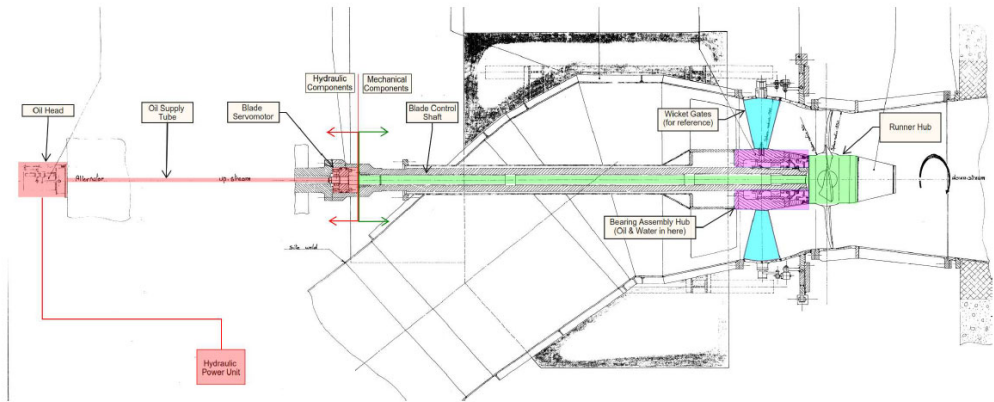 Hydraulic
Components
Mechanical
Components
Oil Head
Oil Supply
Tube
Blade
Servomotor
Blade Control
Shaft
Wicket Gates
(for reference)
Runner Hub
Alternator
up-stream
down-stream
Bearing Assembly Hub
(Oil & Water in here)
site weld
Hydraulic
Power Unit